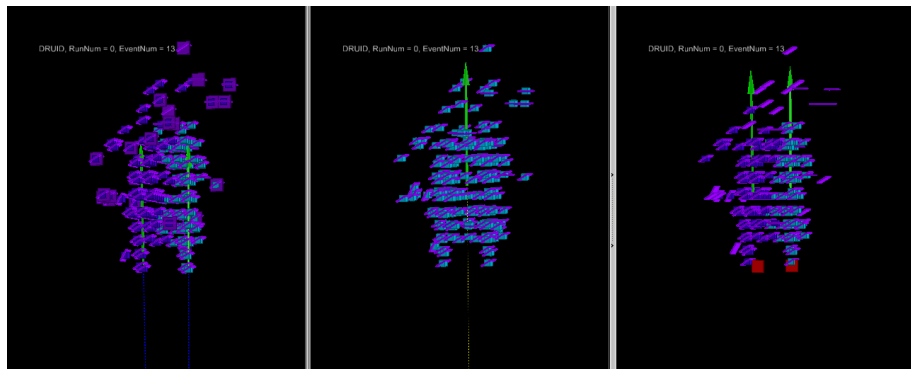 DRUID, RunNum = 0, EventNum = 13
DRUID, RunNum = 0, EventNum = 13
DRUID, RunNum = 0, EventNum = 13